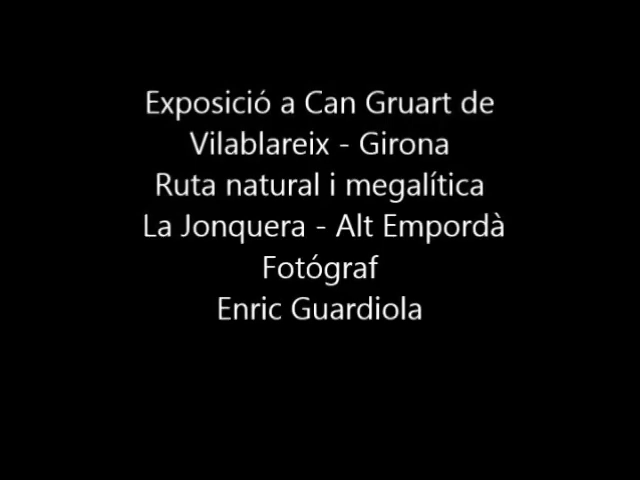 Exposició a Can Gruart de
Vilablareix - Girona
Ruta natural i megalítica
La Jonquera - Alt Empordà
Fotógraf
Enric Guardiola